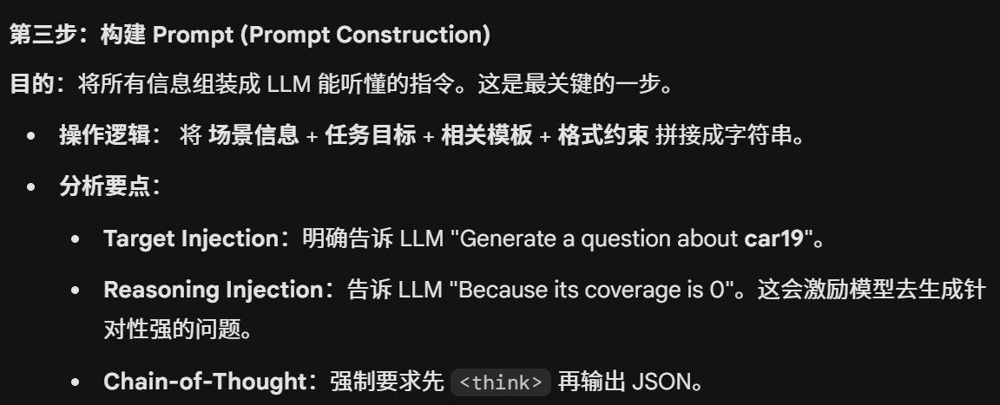 第三步：构建 Prompt (Prompt Construction)
目的：将所有信息组装成 LLM 能听懂的指令。这是最关键的一步。
• 操作逻辑： 将 场景信息 + 任务目标 + 相关模板 + 格式约束 拼接成字符串。
• 分析要点：
• Target Injection：明确告诉 LLM "Generate a question about car19"。
• Reasoning Injection：告诉 LLM "Because its coverage is 0"。这会激励模型去生成针
对性强的问题。
• Chain-of-Thought：强制要求先 <think> 再输出 JSON。